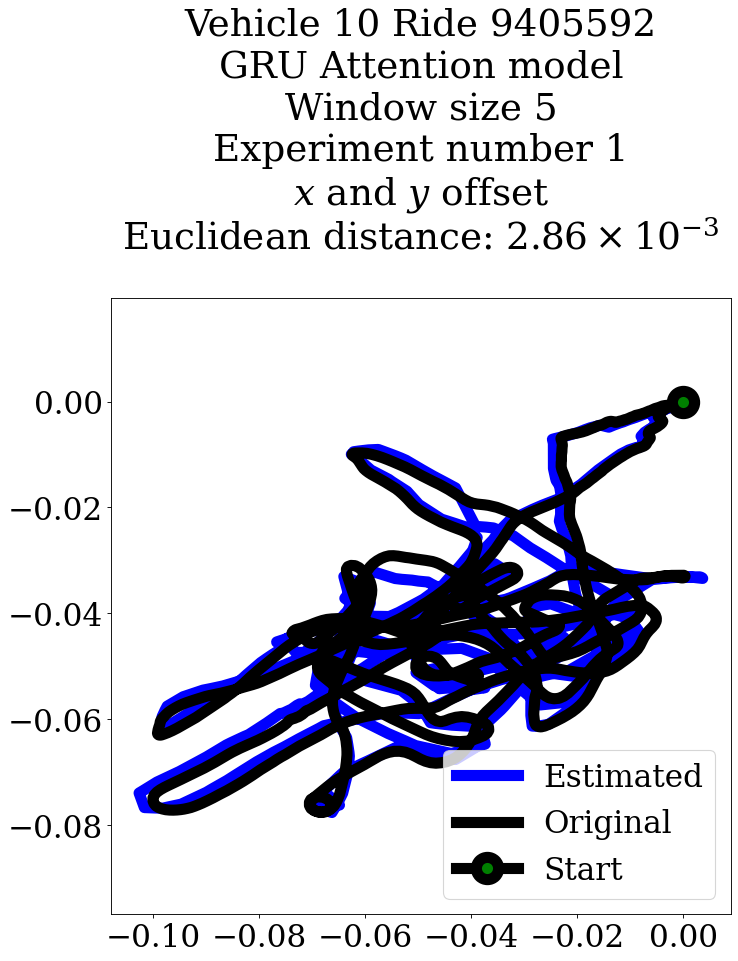 Vehicle 10 Ride 9405592
GRU Attention model
Window size 5
Experiment number 1
x and y offset
Euclidean distance: 2.86 × 10⁻³
0.00
−0.02
−0.04
−0.06
−0.08
Estimated
Original
Start
−0.10 −0.08 −0.06 −0.04 −0.02 0.00